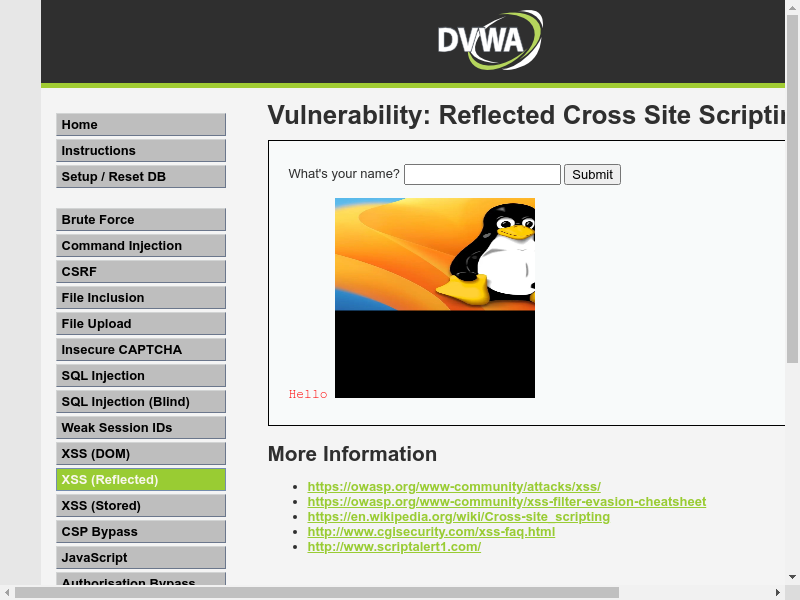 DVWA
Vulnerability: Reflected Cross Site
What's your name? Submit
Hello
Home
Instructions
Setup / Reset DB
Brute Force
Command Injection
CSRF
File Inclusion
File Upload
Insecure CAPTCHA
SQL Injection
SQL Injection (Blind)
Weak Session IDs
XSS (DOM)
XSS (Reflected)
XSS (Stored)
CSP Bypass
JavaScript
Authorisation Bypass
More Information
https://owasp.org/www-community/attacks/xss/
https://owasp.org/www-community/xss-filter-evasion-cheatsheet
https://en.wikipedia.org/wiki/Cross-site_scripting
http://www.cgisecurity.com/xss-faq.html
http://www.scriptalert1.com/